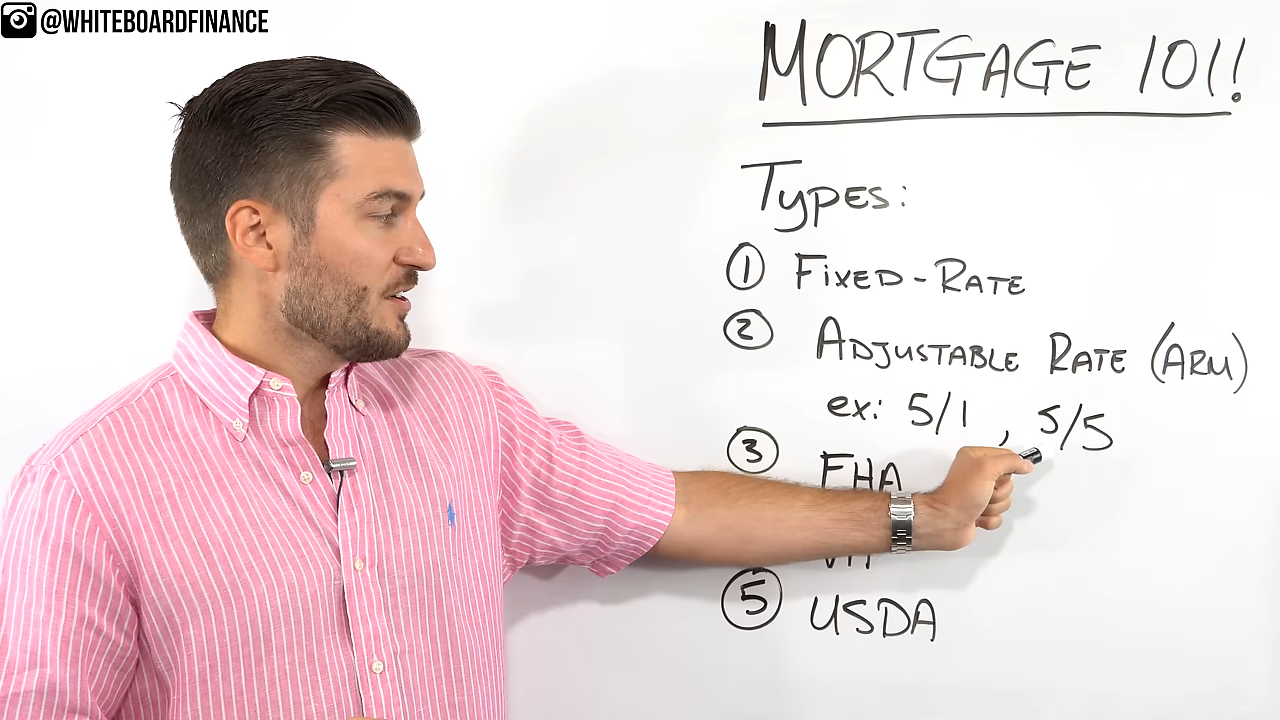 @WHITEBOARDFINANCE
MORTGAGE 101!
TYPES:
1 FIXED-RATE
2 ADJUSTABLE RATE (ARM)
ex: 5/1, 5/5
3 FHA
5 USDA